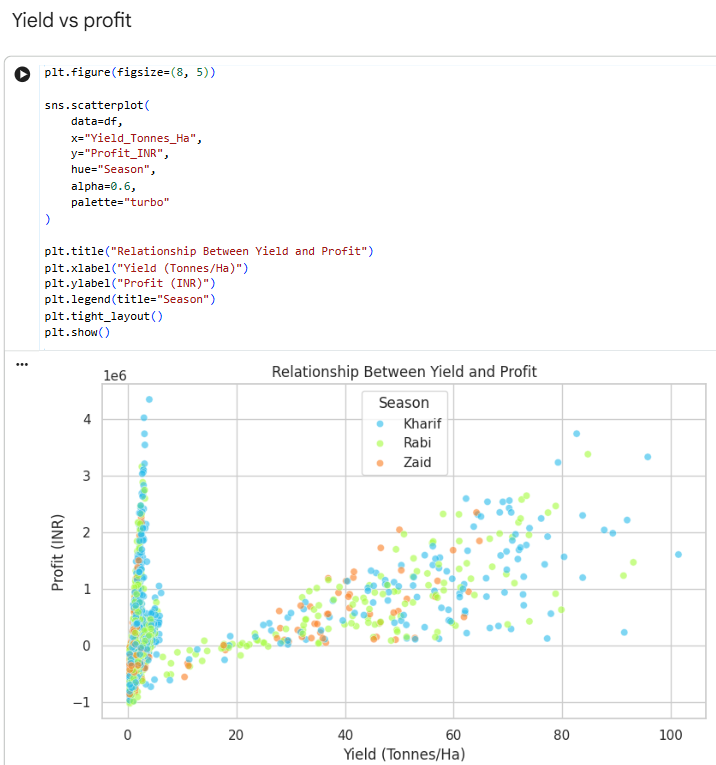 Yield vs profit
plt.figure(figsize=(8, 5))
sns.scatterplot(
    data=df,
    x="Yield_Tonnes_Ha",
    y="Profit_INR",
    hue="Season",
    alpha=0.6,
    palette="turbo"
)
plt.title("Relationship Between Yield and Profit")
plt.xlabel("Yield (Tonnes/Ha)")
plt.ylabel("Profit (INR)")
plt.legend(title="Season")
plt.tight_layout()
plt.show()
...
1e6
Relationship Between Yield and Profit
Season
Kharif
Rabi
Zaid
4
3
2
1
0
−1
Profit (INR)
0 20 40 60 80 100
Yield (Tonnes/Ha)